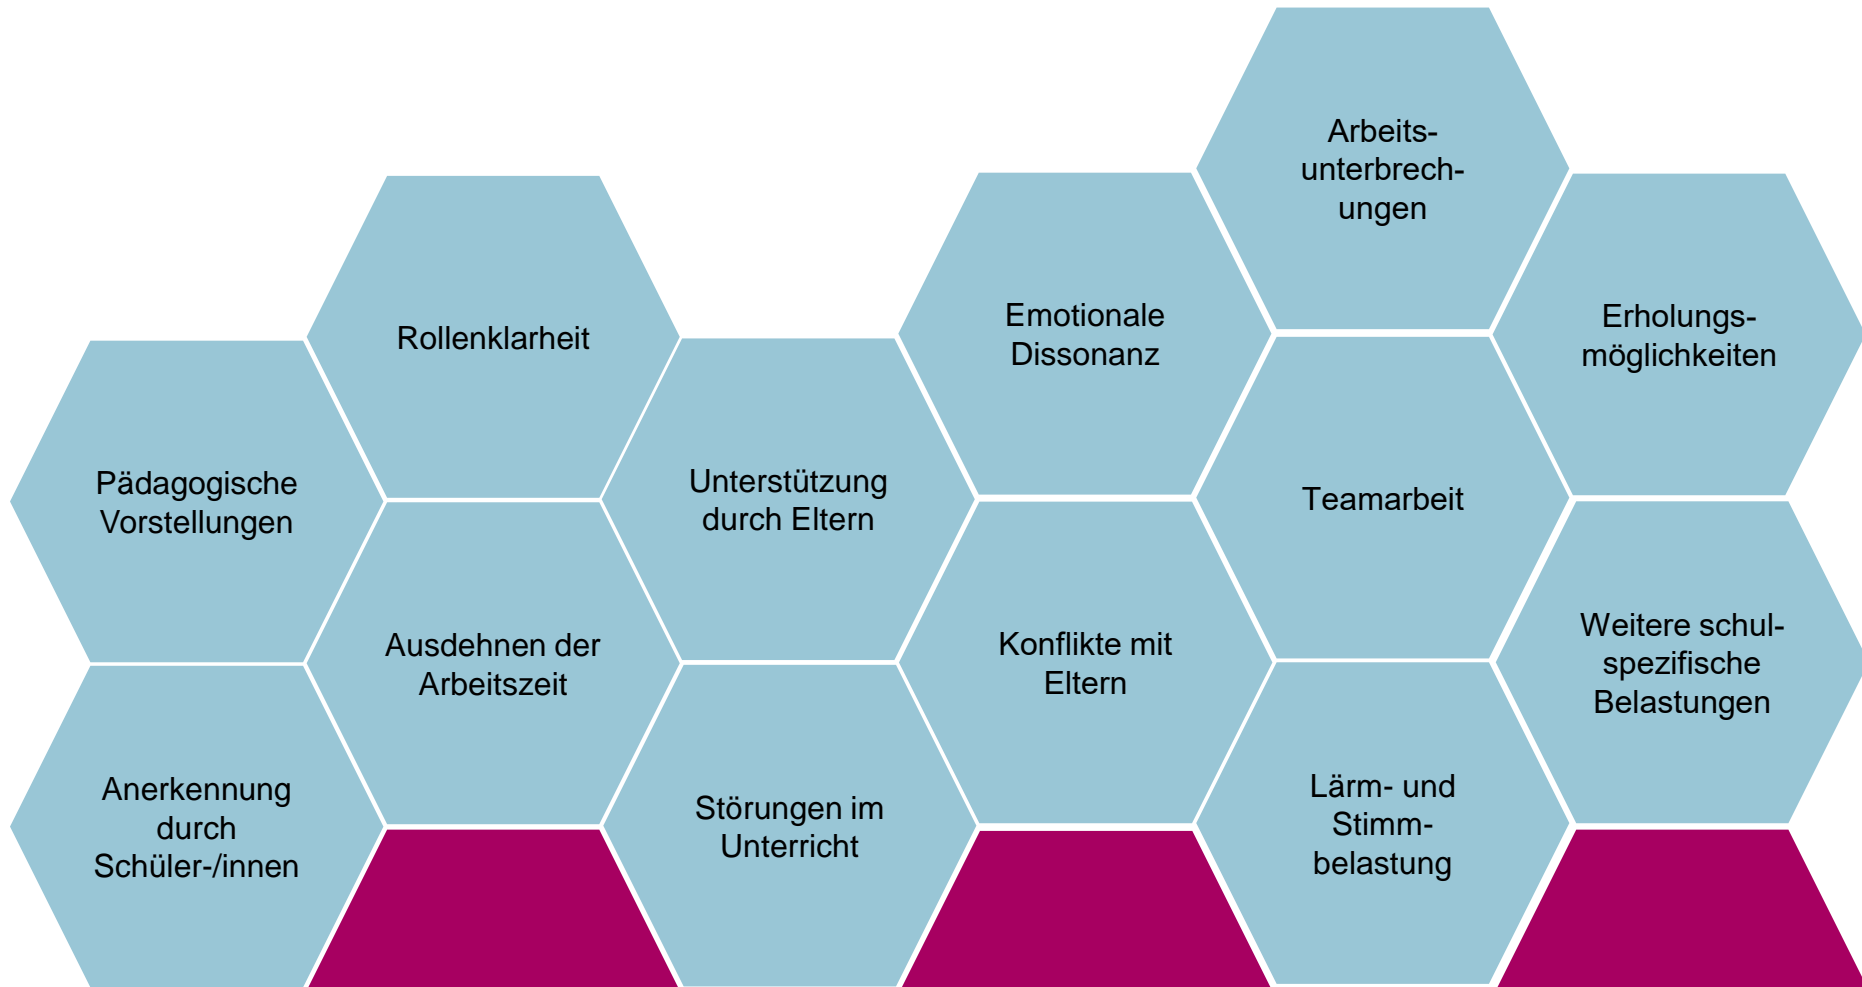 Arbeits-
unterbrech-
ungen
Rollenklarheit
Emotionale
Dissonanz
Erholungs-
möglichkeiten
Pädagogische
Vorstellungen
Unterstützung
durch Eltern
Teamarbeit
Ausdehnen der
Arbeitszeit
Konflikte mit
Eltern
Weitere schul-
spezifische
Belastungen
Anerkennung
durch
Schüler-/innen
Störungen im
Unterricht
Lärm- und
Stimm-
belastung